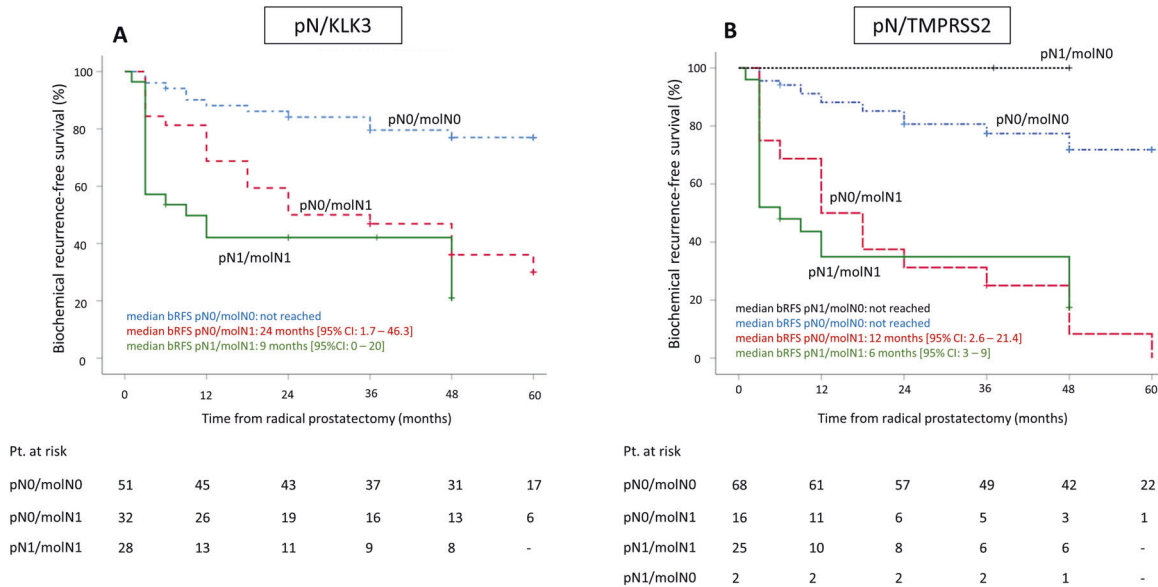 A
pN/KLK3
Biochemical recurrence-free survival (%)
100
80
60
40
20
0
pN0/molN0
pN0/molN1
pN1/molN1
median bRFS pN0/molN0: not reached
median bRFS pN0/molN1: 24 months [95% CI: 1.7 – 46.3]
median bRFS pN1/molN1: 9 months [95%CI: 0 – 20]
0 12 24 36 48 60
Time from radical prostatectomy (months)
Pt. at risk
pN0/molN0 51 45 43 37 31 17
pN0/molN1 32 26 19 16 13 6
pN1/molN1 28 13 11 9 8 -
B
pN/TMPRSS2
Biochemical recurrence-free survival (%)
100
80
60
40
20
0
pN1/molN0
pN0/molN0
pN0/molN1
pN1/molN1
median bRFS pN1/molN0: not reached
median bRFS pN0/molN0: not reached
median bRFS pN0/molN1: 12 months [95% CI: 2.6 – 21.4]
median bRFS pN1/molN1: 6 months [95% CI: 3 – 9]
0 12 24 36 48 60
Time from radical prostatectomy (months)
Pt. at risk
pN0/molN0 68 61 57 49 42 22
pN0/molN1 16 11 6 5 3 1
pN1/molN1 25 10 8 6 6 -
pN1/molN0 2 2 2 2 1 -